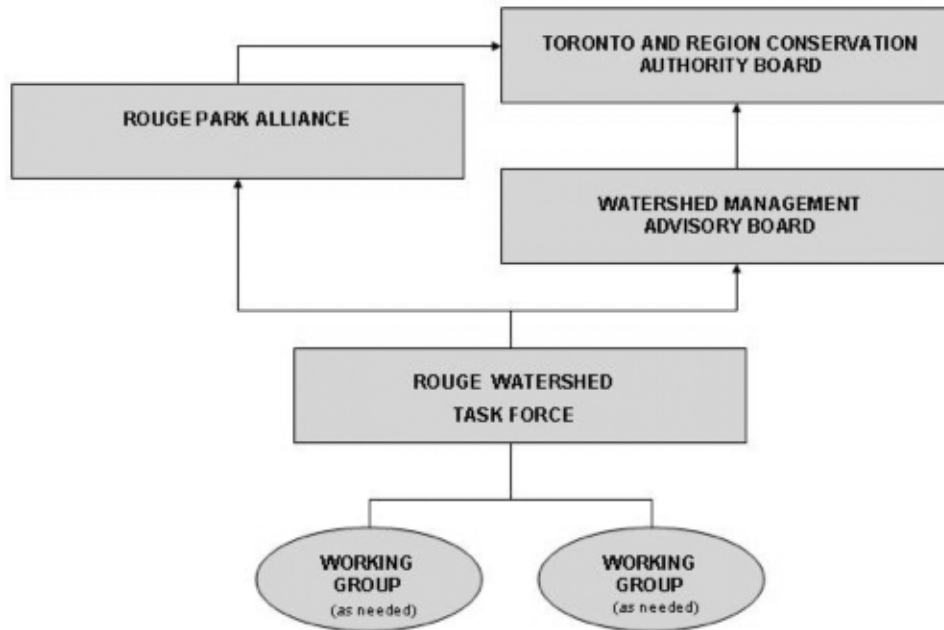 TORONTO AND REGION CONSERVATION
AUTHORITY BOARD
ROUGE PARK ALLIANCE
WATERSHED MANAGEMENT
ADVISORY BOARD
ROUGE WATERSHED
TASK FORCE
WORKING
GROUP
(as needed)
WORKING
GROUP
(as needed)